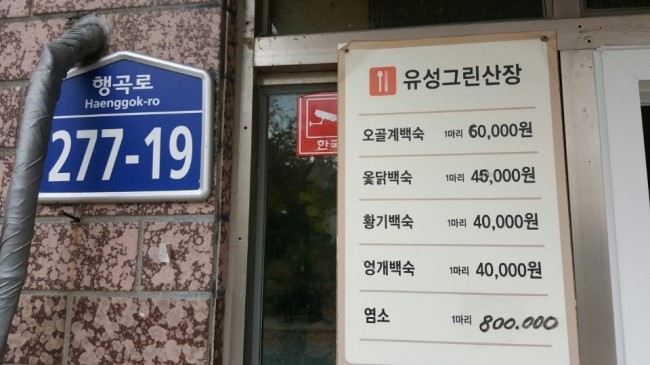 행곡로
Haenggok-ro
277-19
한국
유성그린산장
오골계백숙 1마리 60,000원
옻닭백숙 1마리 45,000원
황기백숙 1마리 40,000원
엉개백숙 1마리 40,000원
염소 1마리 800.000